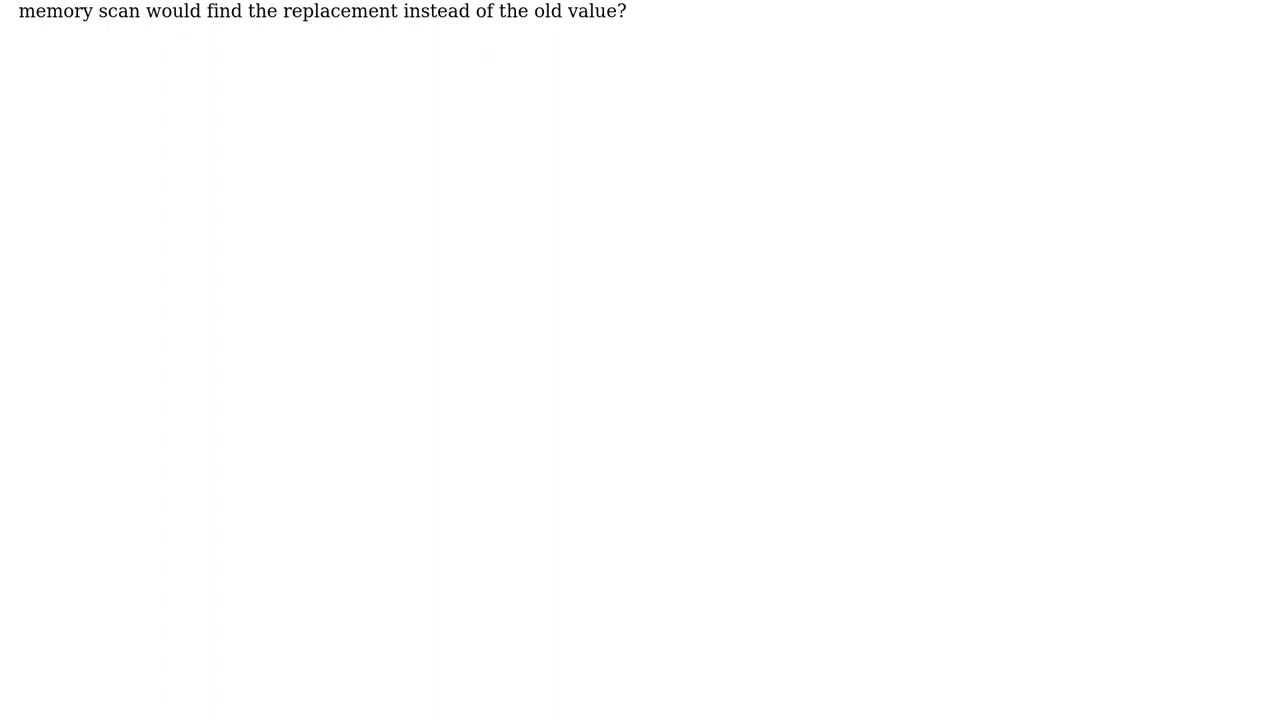 memory scan would find the replacement instead of the old value?